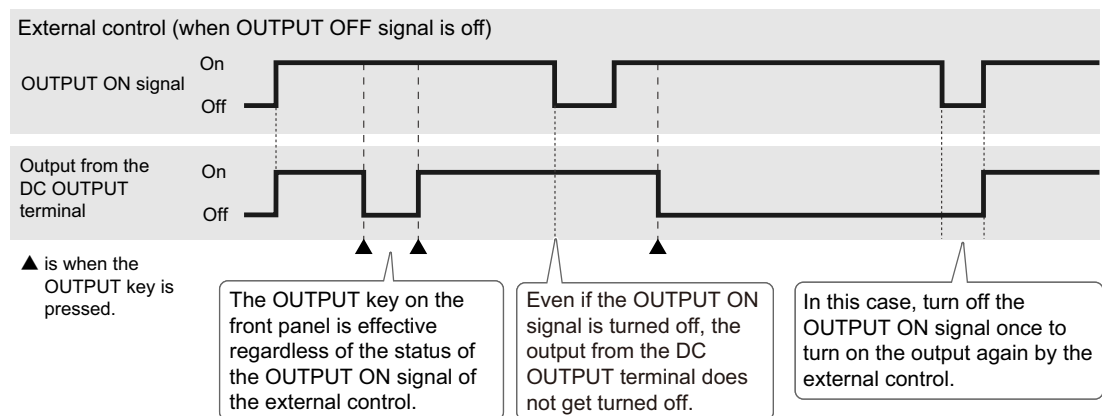 External control (when OUTPUT OFF signal is off)
On
OUTPUT ON signal
Off
Output from the
DC OUTPUT
terminal
On
Off
▲ is when the
OUTPUT key is
pressed.
The OUTPUT key on the
front panel is effective
regardless of the status of
the OUTPUT ON signal of
the external control.
Even if the OUTPUT ON
signal is turned off, the
output from the DC
OUTPUT terminal does
not get turned off.
In this case, turn off the
OUTPUT ON signal once to
turn on the output again by the
external control.